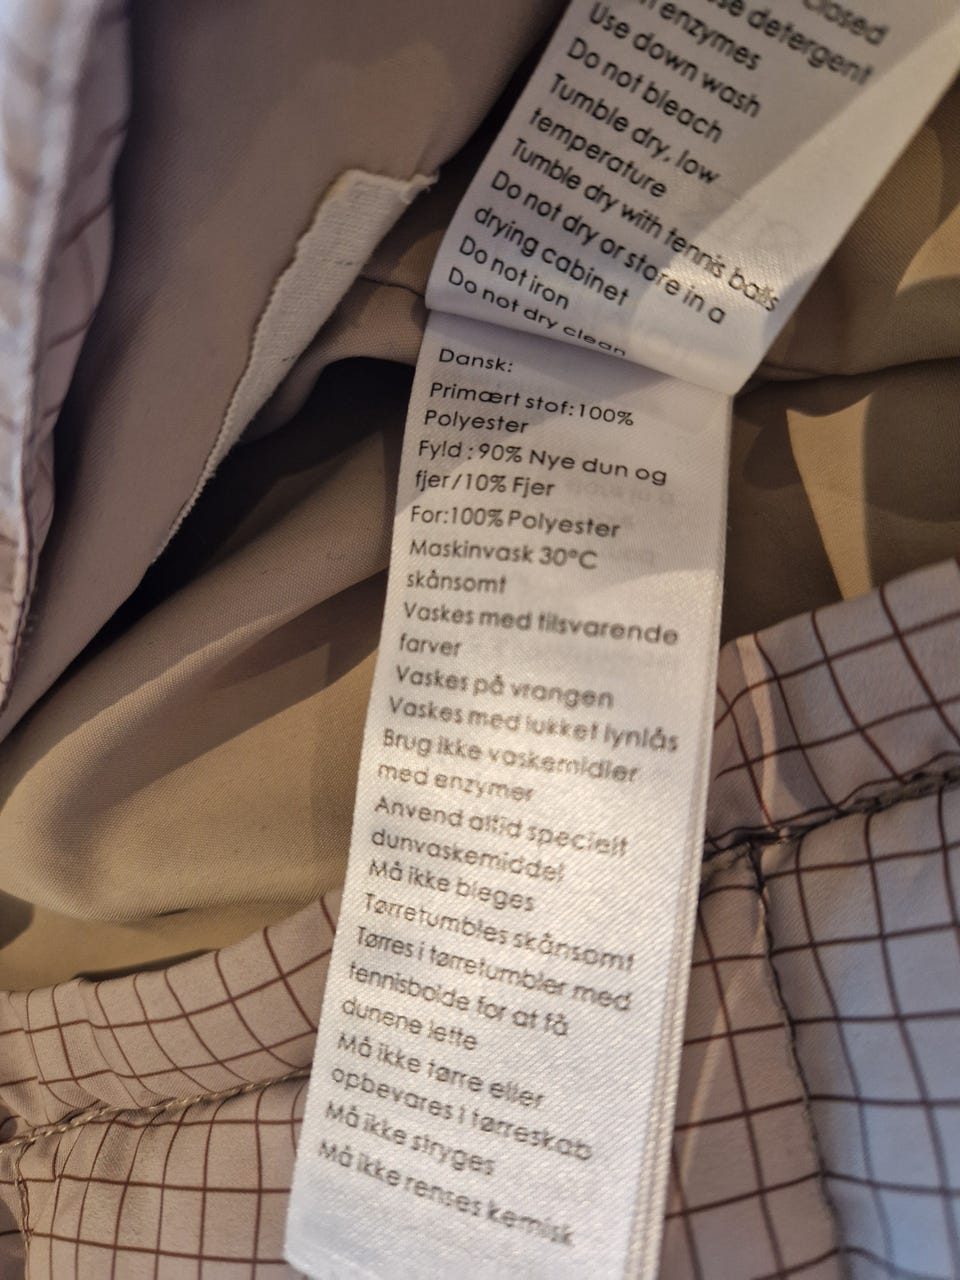 closed
se detergent
enzymes
Use down wash
Do not bleach
Tumble dry, low
temperature
Tumble dry with tennis balls
Do not dry or store in a
drying cabinet
Do not iron
Do not dry clean
Dansk:
Primært stof:100%
Polyester
Fyld : 90% Nye dun og
fjer/10% Fjer
For:100% Polyester
Maskinvask 30°C
skånsomt
Vaskes med tilsvarende
farver
Vaskes på vrangen
Vaskes med lukket lynlås
Brug ikke vaskemidler
med enzymer
Anvend altid specielt
dunvaskemiddel
Må ikke bleges
Tørretumbles skånsomt
Tørres i tørretumbler med
tennisbolde for at få
dunene lette
Må ikke tørre eller
opbevares i tørreskab
Må ikke stryges
Må ikke renses kemisk